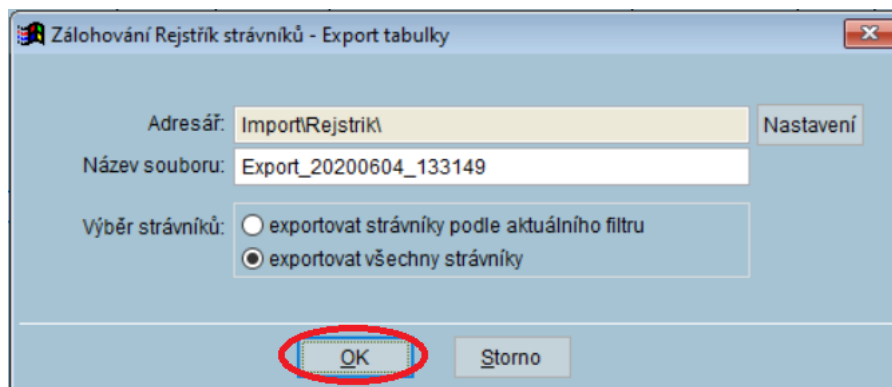 Zálohování Rejstřík strávníků - Export tabulky
Adresář: Import\Rejstrik\ Nastavení
Název souboru: Export_20200604_133149
Výběr strávníků: exportovat strávníky podle aktuálního filtru
exportovat všechny strávníky
OK Storno